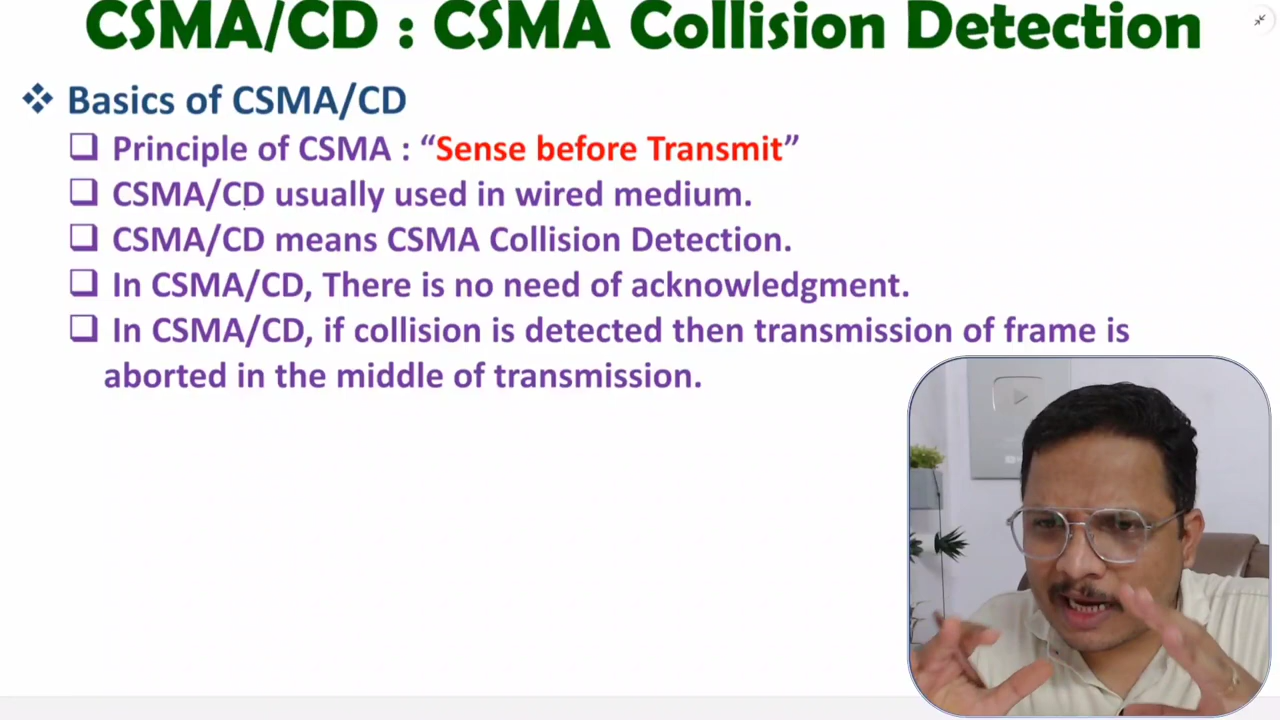 CSMA/CD : CSMA Collision Detection
❖ Basics of CSMA/CD
❑ Principle of CSMA : “Sense before Transmit”
❑ CSMA/CD usually used in wired medium.
❑ CSMA/CD means CSMA Collision Detection.
❑ In CSMA/CD, There is no need of acknowledgment.
❑ In CSMA/CD, if collision is detected then transmission of frame is
aborted in the middle of transmission.